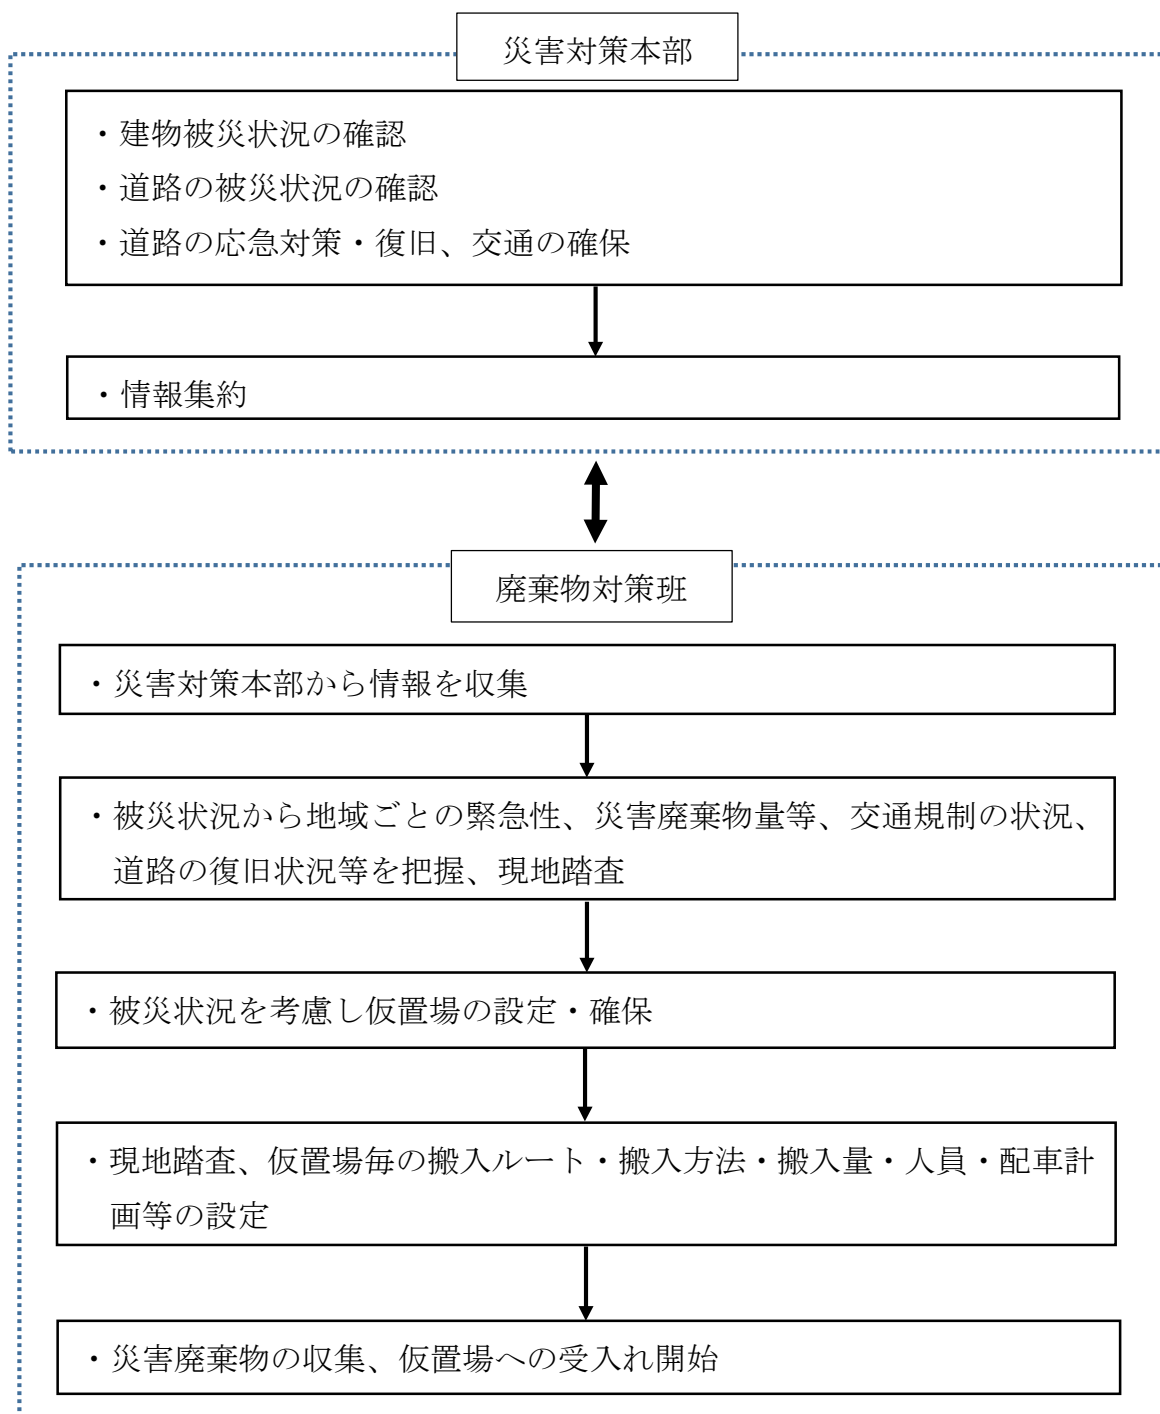 災害対策本部
・建物被災状況の確認
・道路の被災状況の確認
・道路の応急対策・復旧、交通の確保
・情報集約
廃棄物対策班
・災害対策本部から情報を収集
・被災状況から地域ごとの緊急性、災害廃棄物量等、交通規制の状況、
道路の復旧状況等を把握、現地踏査
・被災状況を考慮し仮置場の設定・確保
・現地踏査、仮置場毎の搬入ルート・搬入方法・搬入量・人員・配車計
画等の設定
・災害廃棄物の収集、仮置場への受入れ開始